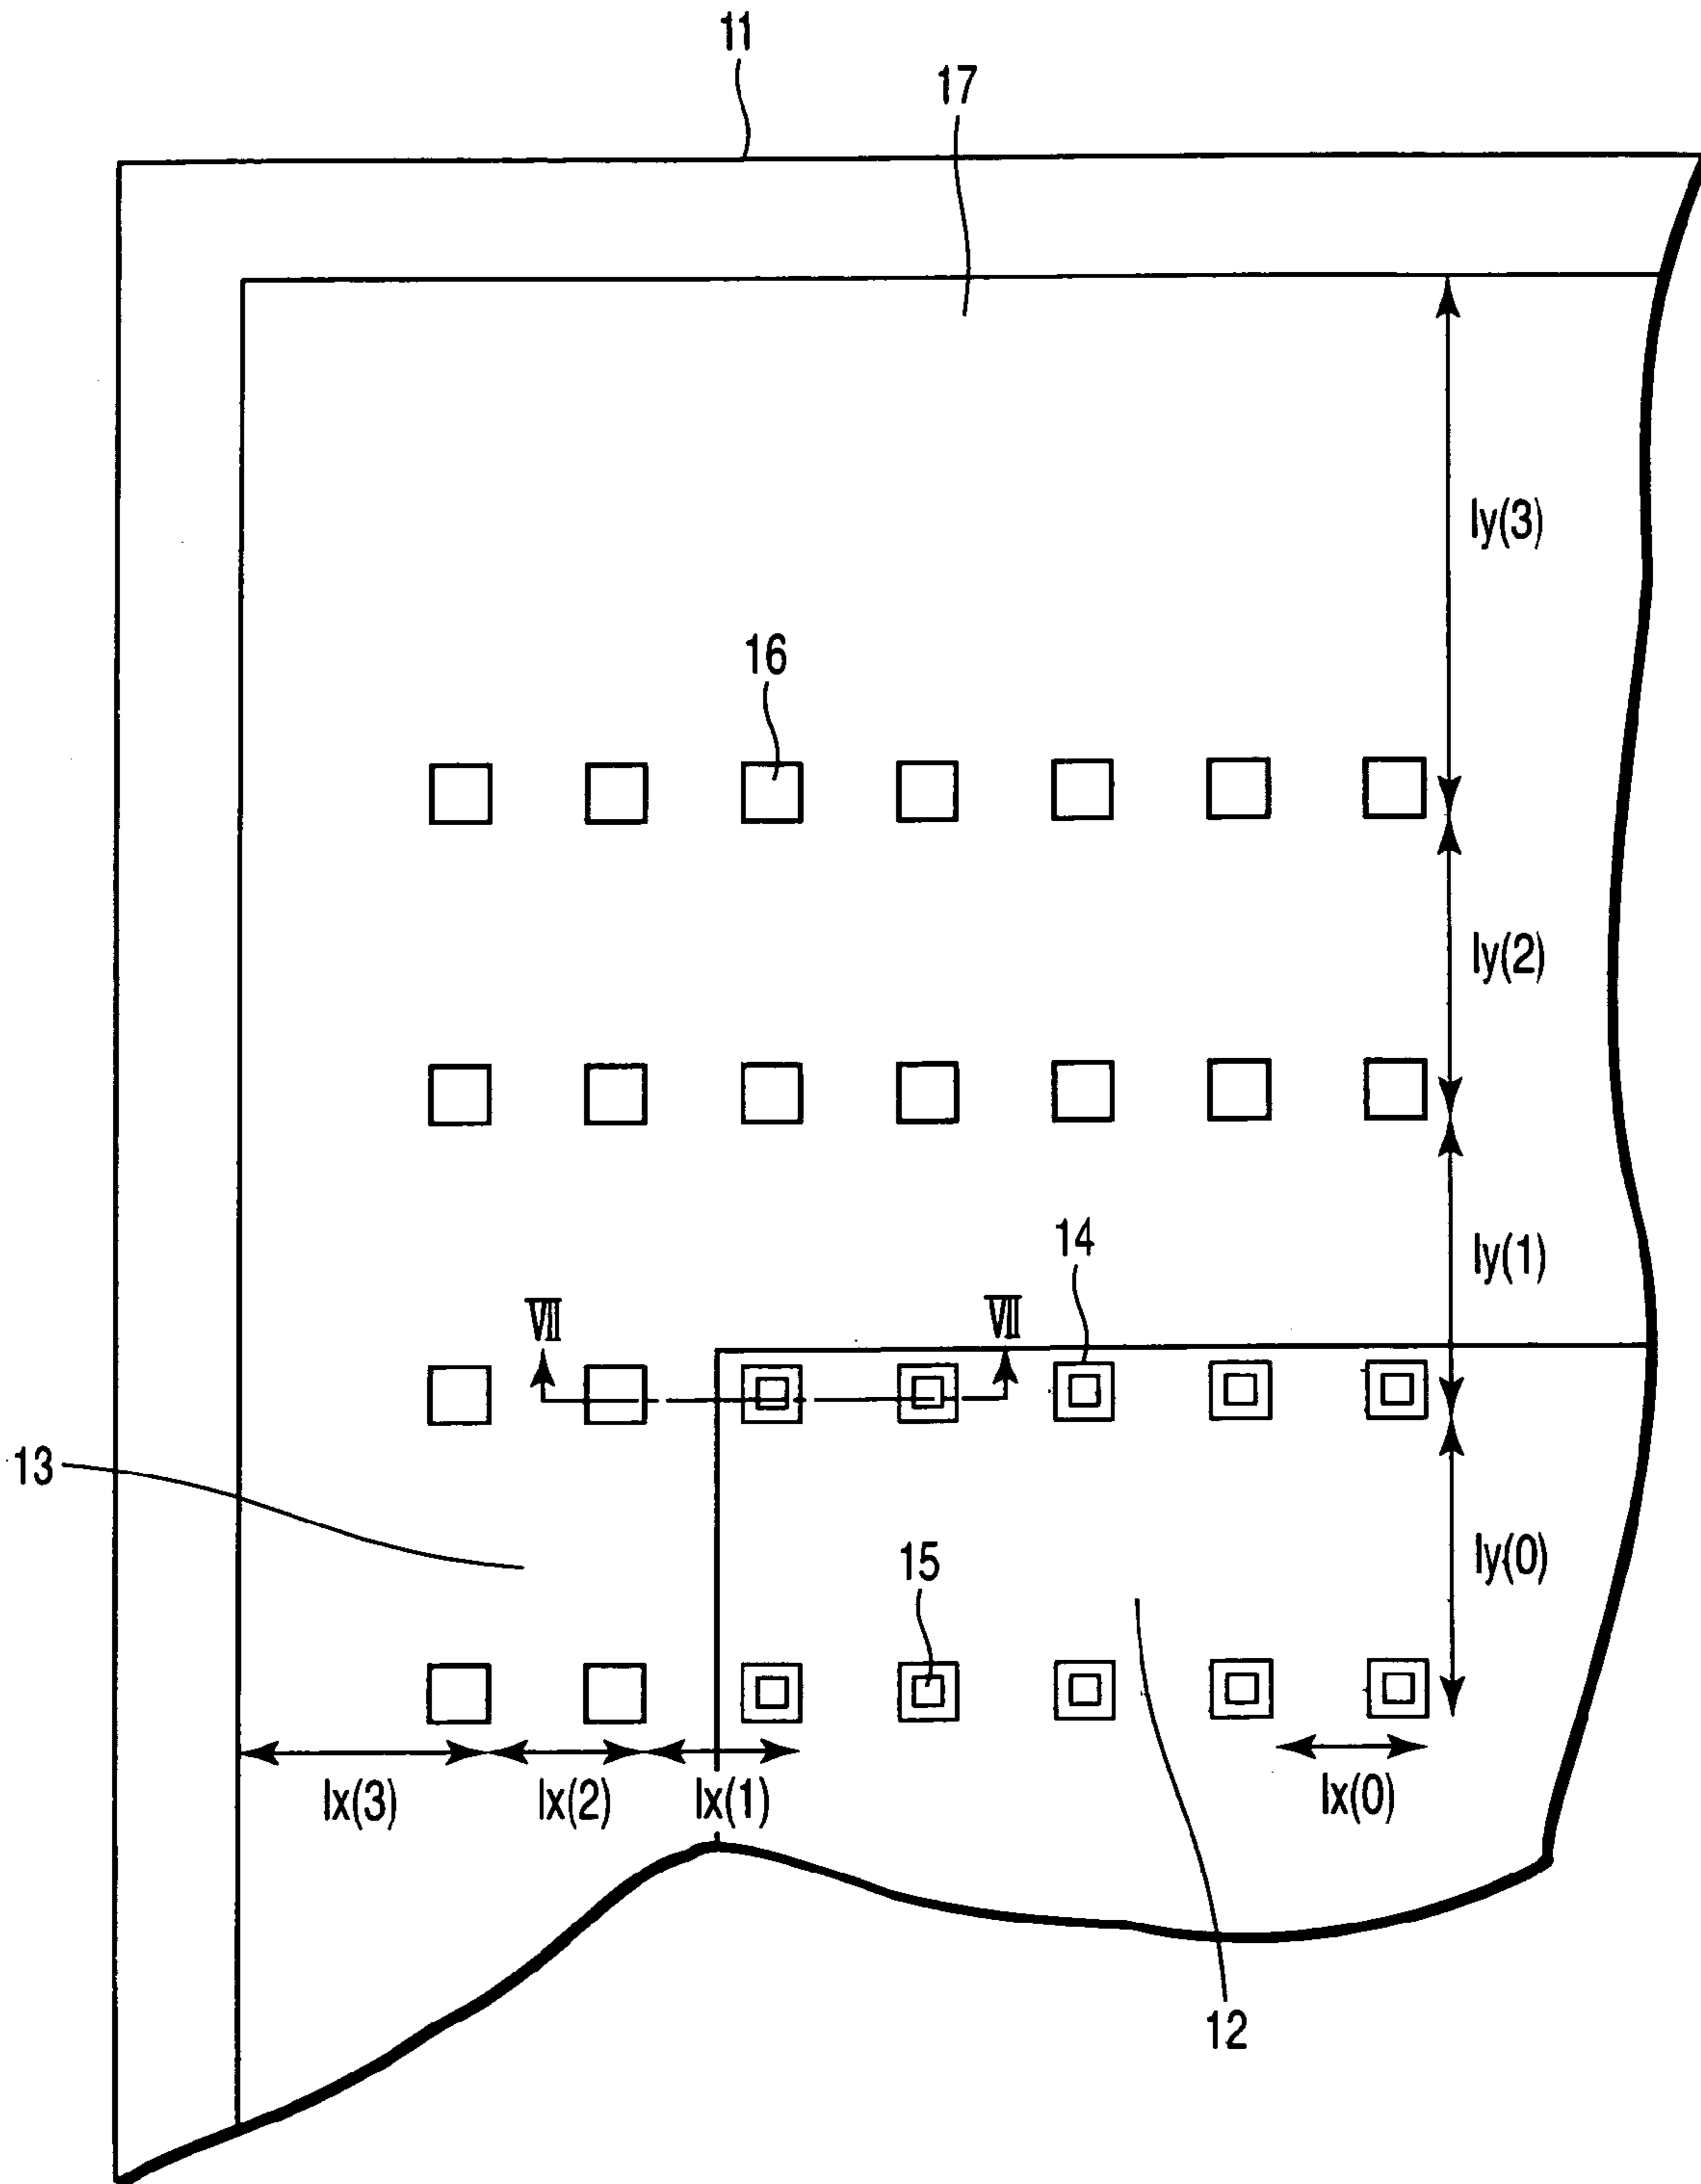 11
17
ly(3)
16
ly(2)
14
ly(1)
Ⅶ
Ⅶ
13
15
ly(0)
lx(3)
lx(2)
lx(1)
lx(0)
12